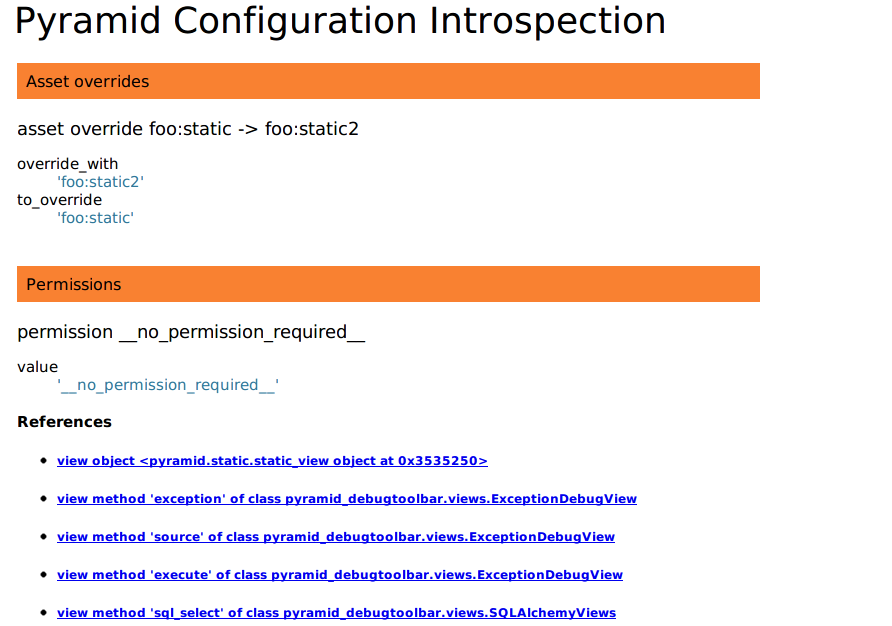 Pyramid Configuration Introspection
Asset overrides
asset override foo:static -> foo:static2
override_with
'foo:static2'
to_override
'foo:static'
Permissions
permission __no_permission_required__
value
'__no_permission_required__'
References
view object <pyramid.static.static_view object at 0x3535250>
view method 'exception' of class pyramid_debugtoolbar.views.ExceptionDebugView
view method 'source' of class pyramid_debugtoolbar.views.ExceptionDebugView
view method 'execute' of class pyramid_debugtoolbar.views.ExceptionDebugView
view method 'sql_select' of class pyramid_debugtoolbar.views.SQLAlchemyViews